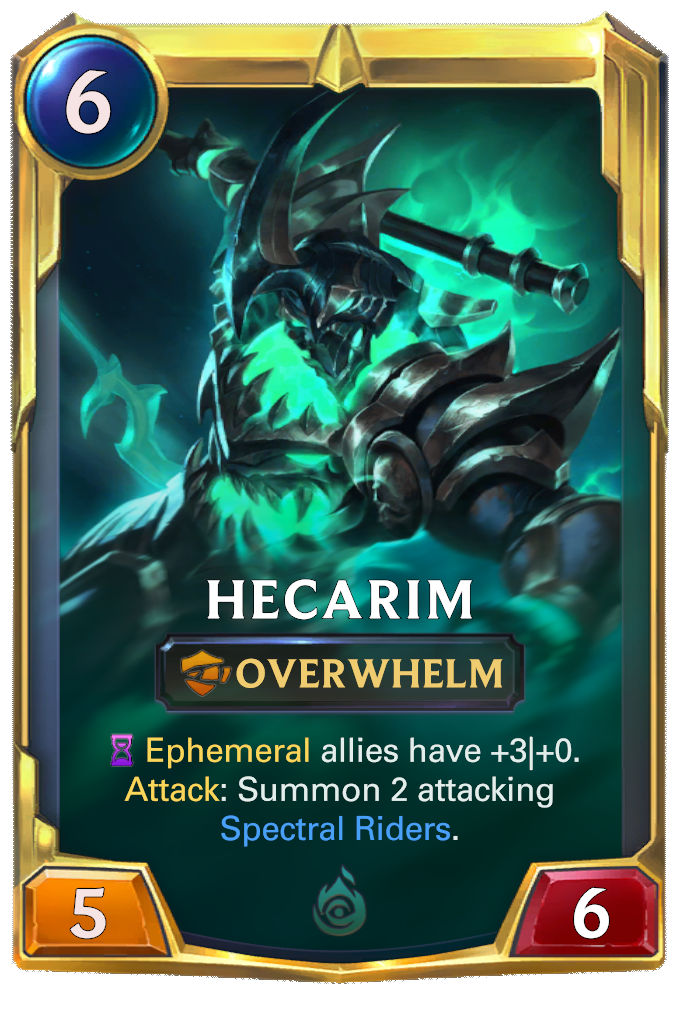 6
HECARIM
OVERWHELM
Ephemeral allies have +3|+0.
Attack: Summon 2 attacking
Spectral Riders.
5
6